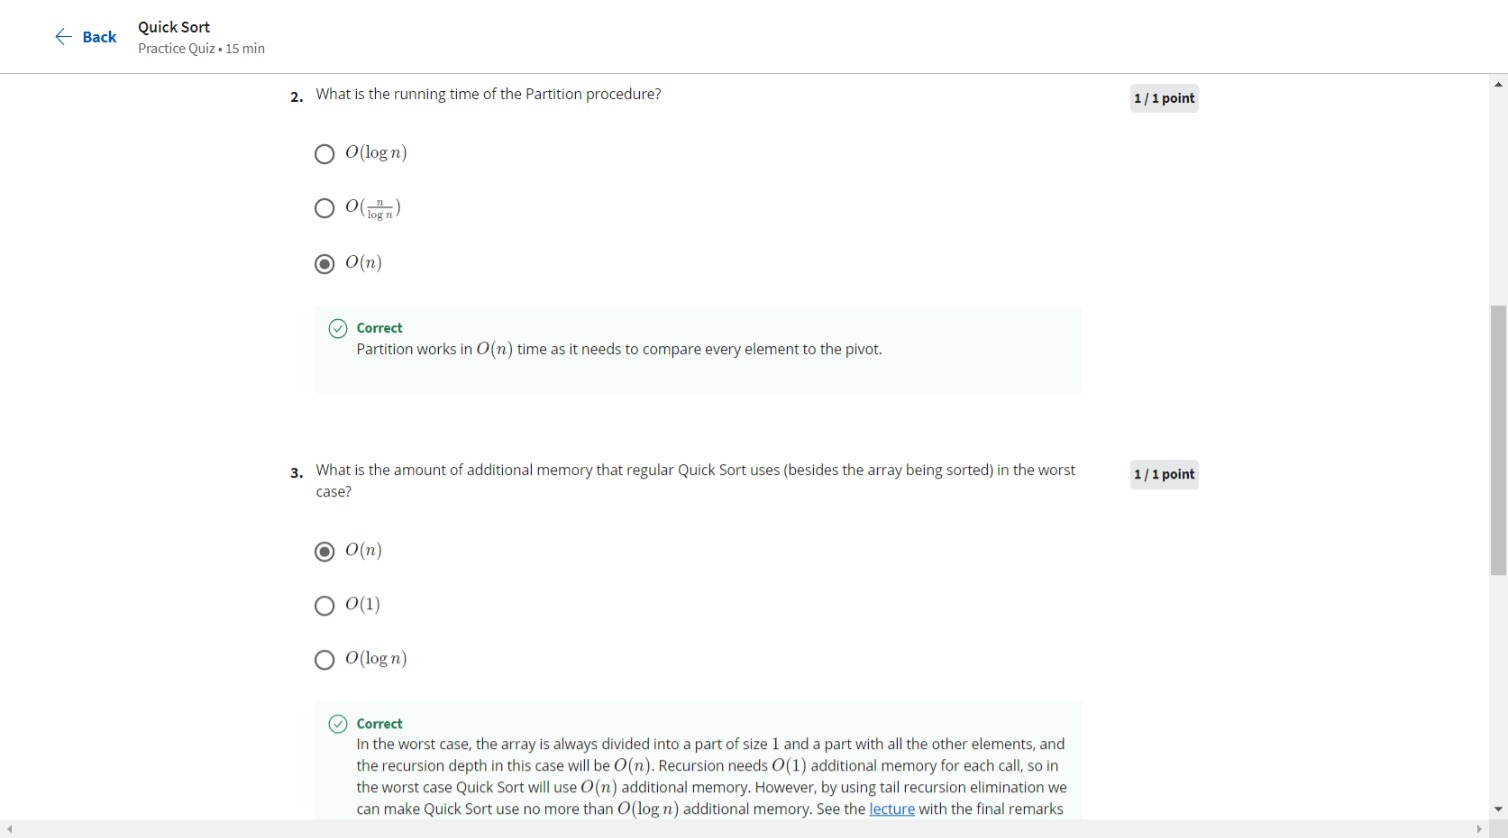 Back
Quick Sort
Practice Quiz • 15 min
2. What is the running time of the Partition procedure?
1 / 1 point
O(log n)
O(n/log n)
O(n)
Correct
Partition works in O(n) time as it needs to compare every element to the pivot.
3. What is the amount of additional memory that regular Quick Sort uses (besides the array being sorted) in the worst
case?
1 / 1 point
O(n)
O(1)
O(log n)
Correct
In the worst case, the array is always divided into a part of size 1 and a part with all the other elements, and
the recursion depth in this case will be O(n). Recursion needs O(1) additional memory for each call, so in
the worst case Quick Sort will use O(n) additional memory. However, by using tail recursion elimination we
can make Quick Sort use no more than O(log n) additional memory. See the lecture with the final remarks